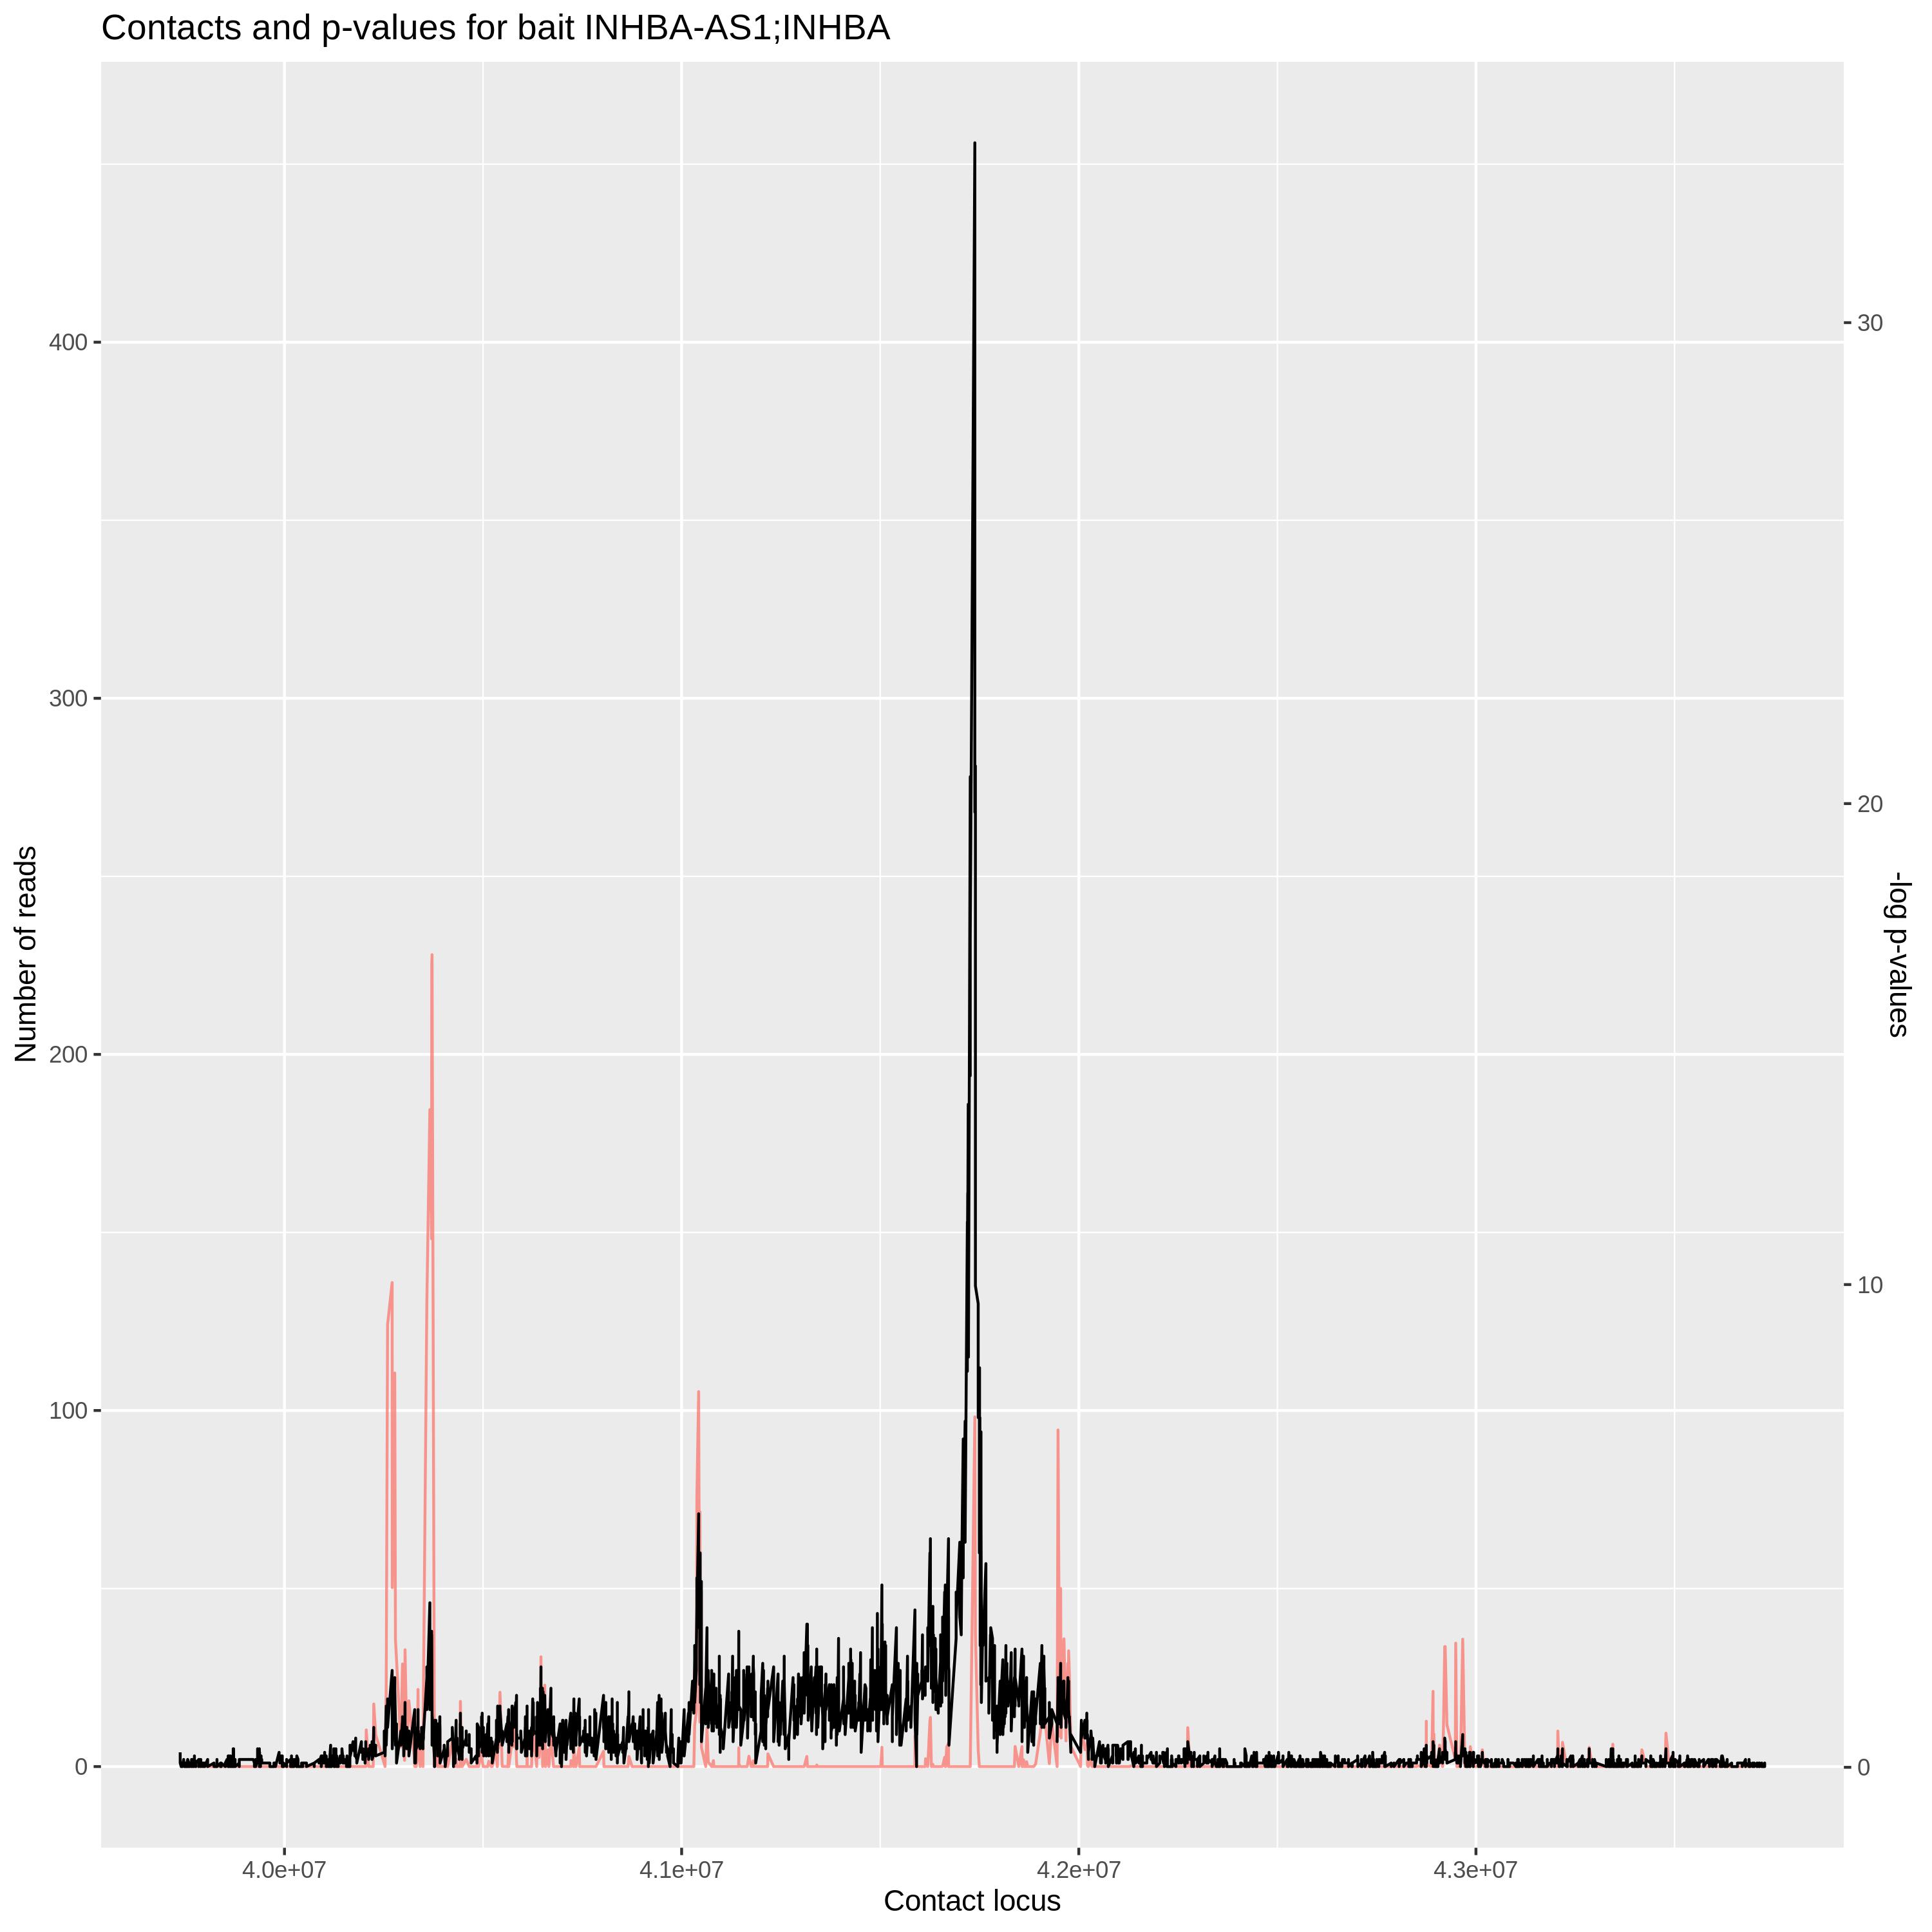 Contacts and p-values for bait INHBA-AS1;INHBA
Number of reads
400
300
200
100
0
-log p-values
30
20
10
0
4.0e+07
4.1e+07
4.2e+07
4.3e+07
Contact locus